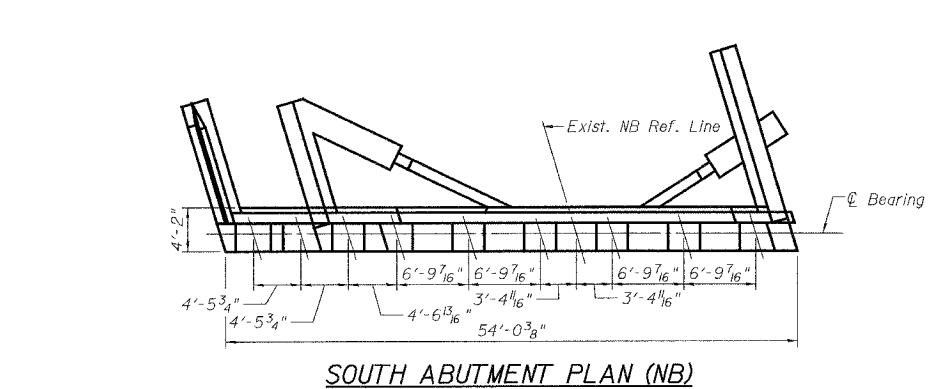 Exist. NB Ref. Line
℄ Bearing
4'-2"
6'-9 7/16" 6'-9 7/16" 6'-9 7/16" 6'-9 7/16"
4'-5 3/4" 3'-4 11/16" 3'-4 11/16"
4'-5 3/4" 4'-6 13/16"
54'-0 3/8"
SOUTH ABUTMENT PLAN (NB)